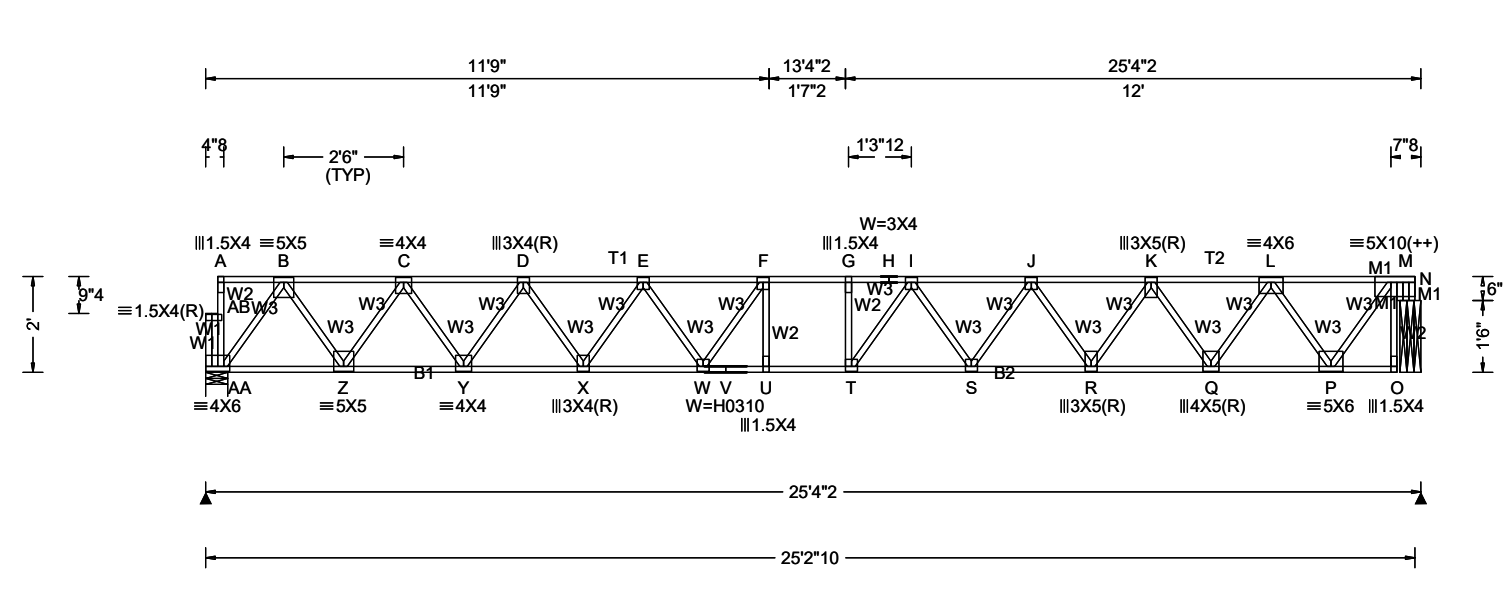 11'9" 13'4"2 25'4"2
11'9" 1'7"2 12'
4"8 2'6" 1'3"12 7"8
(TYP)
W=3X4
|||1.5X4 ≡5X5 ≡4X4 |||3X4(R) |||1.5X4 |||3X5(R) ≡4X6 ≡5X10(++)
A B C D T1 E F G H I J K T2 L M1 M
N
9"4 W2 W3 6"
M1
≡1.5X4(R) AB W3 W3 W3 W3 W3 W2 W3 W3 W3 M1
2' W1 W3 W3 W3 W3 W2 W3 W3 W3 W3 2 1'6"
W1
B1 B2
AA Z Y X W V U T S R Q P O
≡4X6 ≡5X5 ≡4X4 |||3X4(R) W=H0310 |||3X5(R) |||4X5(R) ≡5X6 |||1.5X4
|||1.5X4
25'4"2
25'2"10